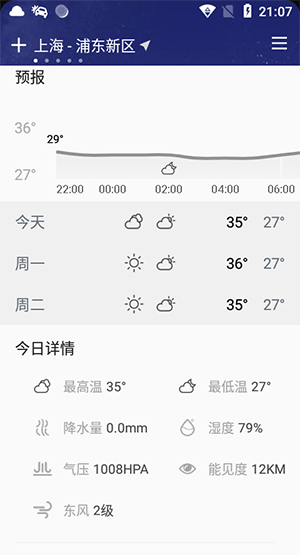 21:07
上海 - 浦东新区
预报
36°
29°
27°
22:00 00:00 02:00 04:00 06:00
今天 35° 27°
周一 36° 27°
周二 35° 27°
今日详情
最高温 35° 最低温 27°
降水量 0.0mm 湿度 79%
气压 1008HPA 能见度 12KM
东风 2级